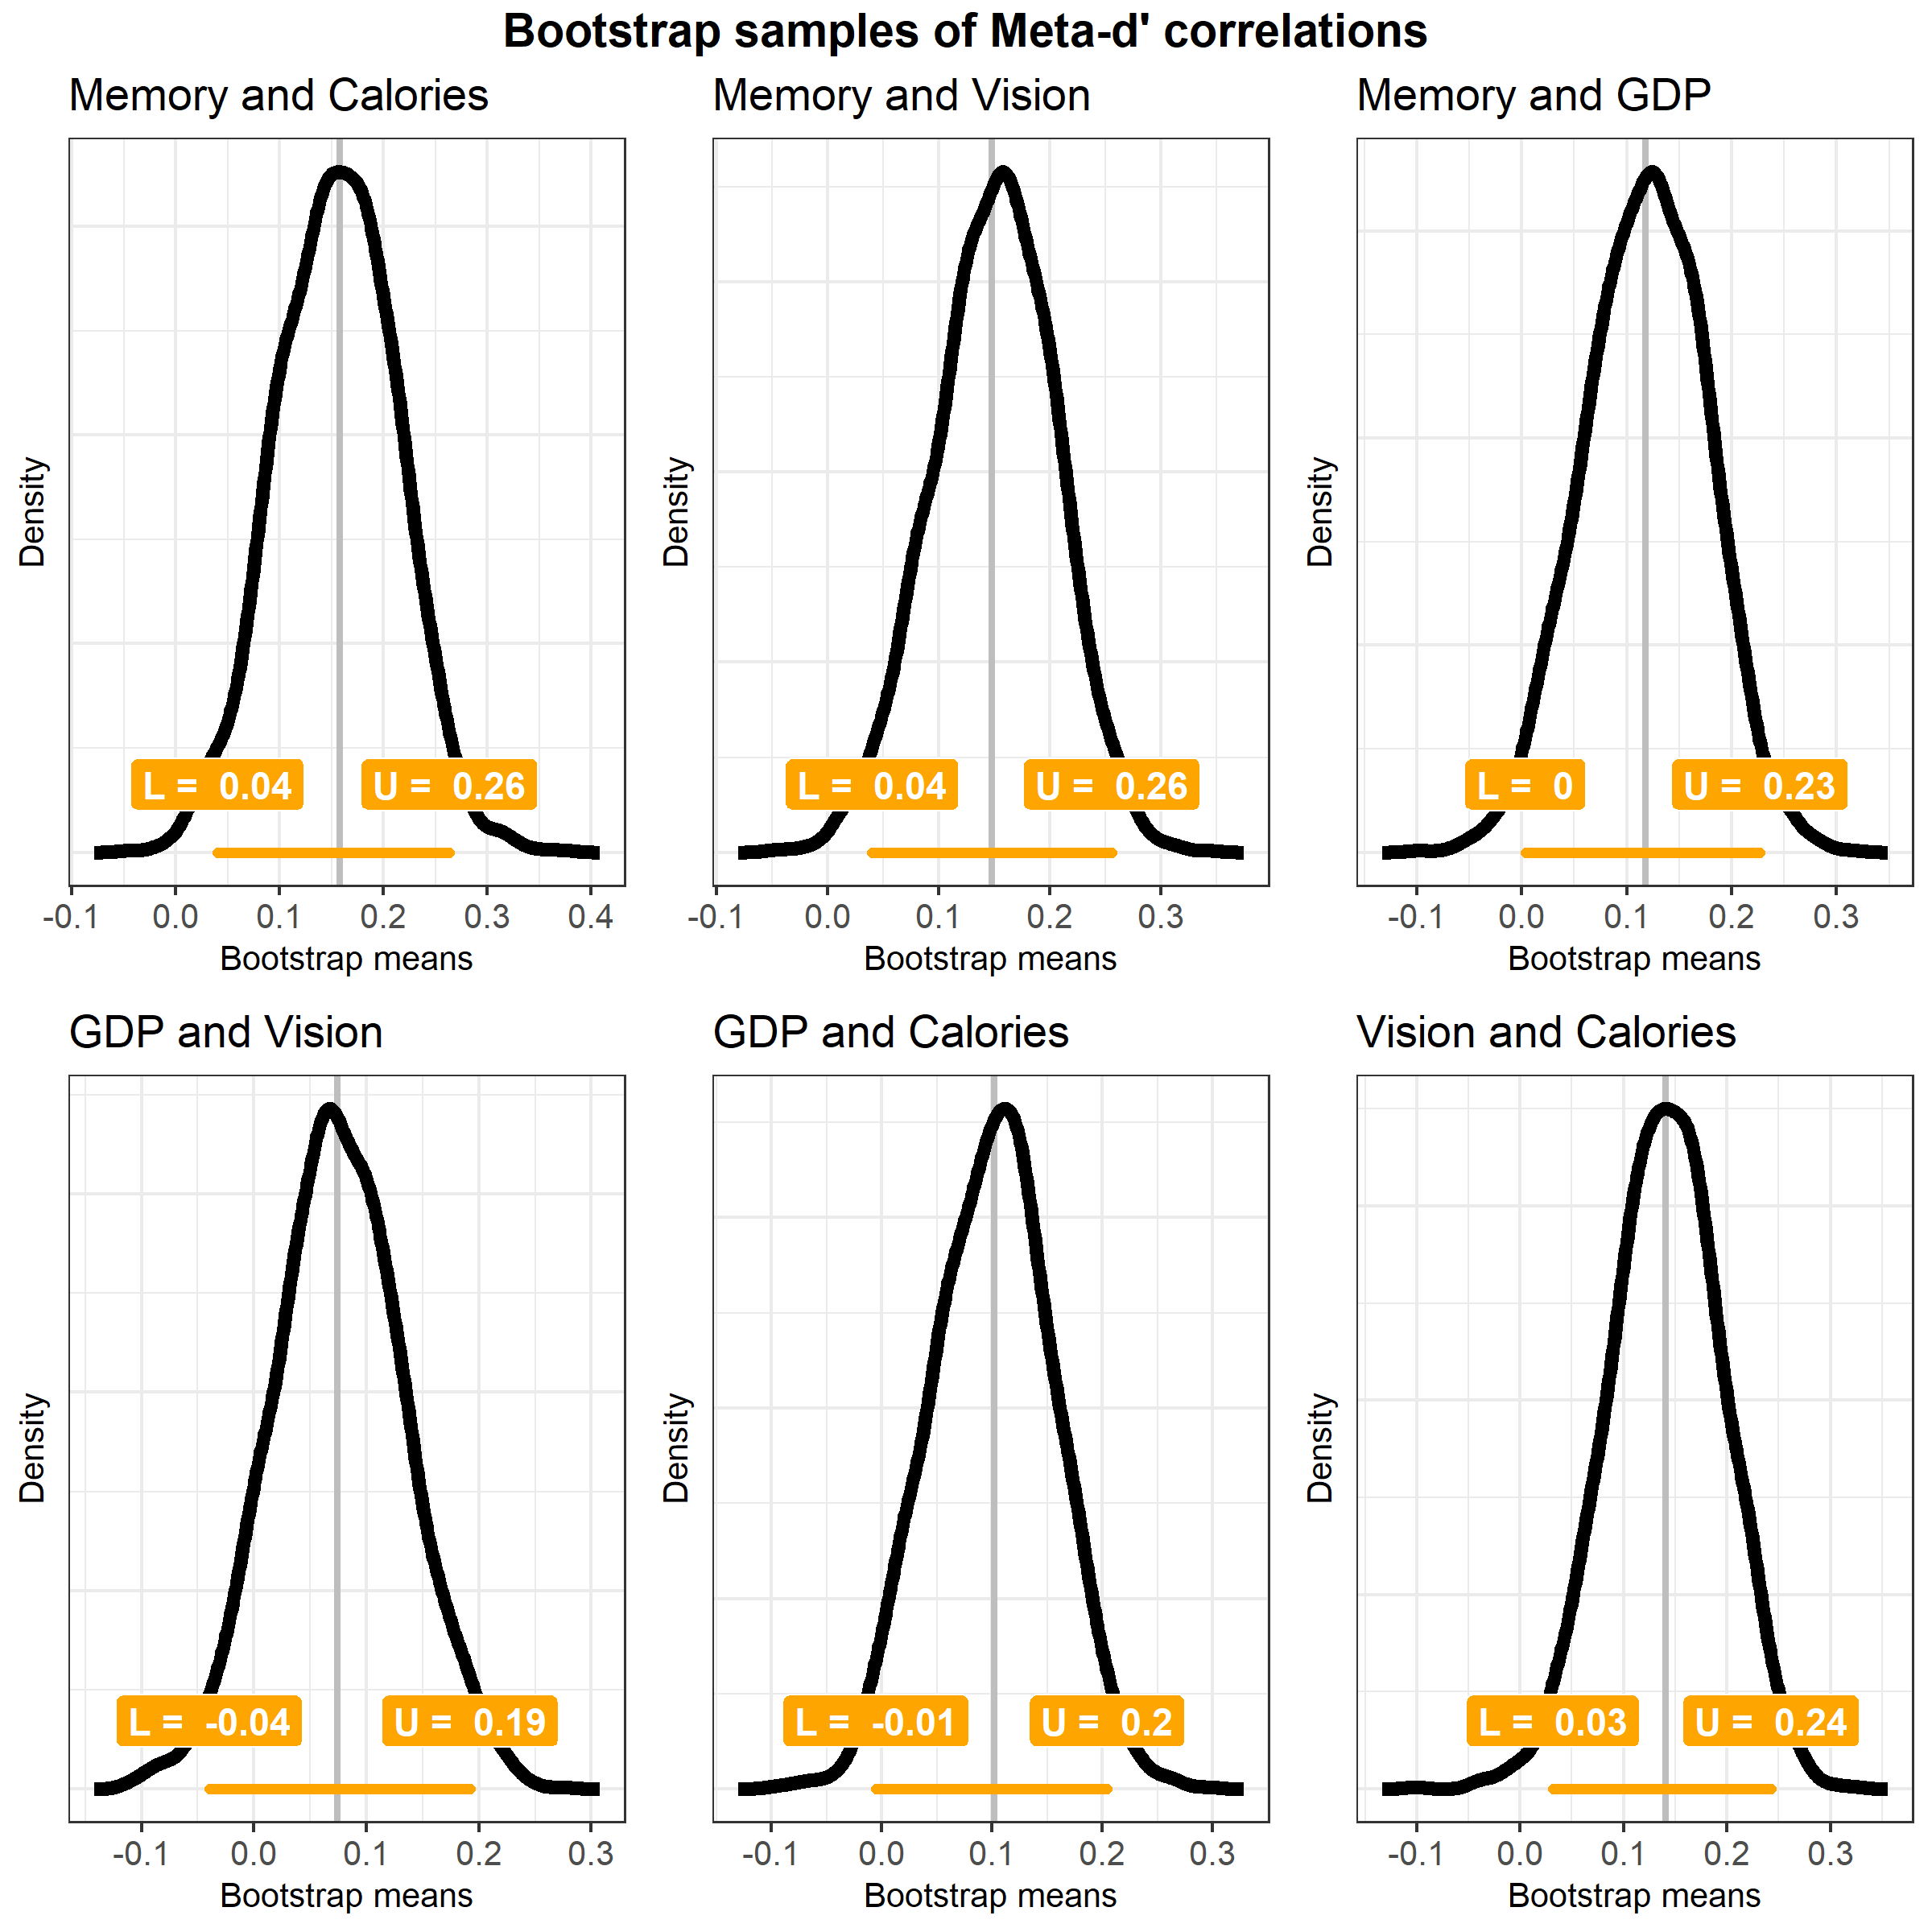 Bootstrap samples of Meta-d' correlations
Memory and Calories
Density
L = 0.04
U = 0.26
-0.1 0.0 0.1 0.2 0.3 0.4
Bootstrap means
Memory and Vision
Density
L = 0.04
U = 0.26
-0.1 0.0 0.1 0.2 0.3
Bootstrap means
Memory and GDP
Density
L = 0
U = 0.23
-0.1 0.0 0.1 0.2 0.3
Bootstrap means
GDP and Vision
Density
L = -0.04
U = 0.19
-0.1 0.0 0.1 0.2 0.3
Bootstrap means
GDP and Calories
Density
L = -0.01
U = 0.2
-0.1 0.0 0.1 0.2 0.3
Bootstrap means
Vision and Calories
Density
L = 0.03
U = 0.24
-0.1 0.0 0.1 0.2 0.3
Bootstrap means